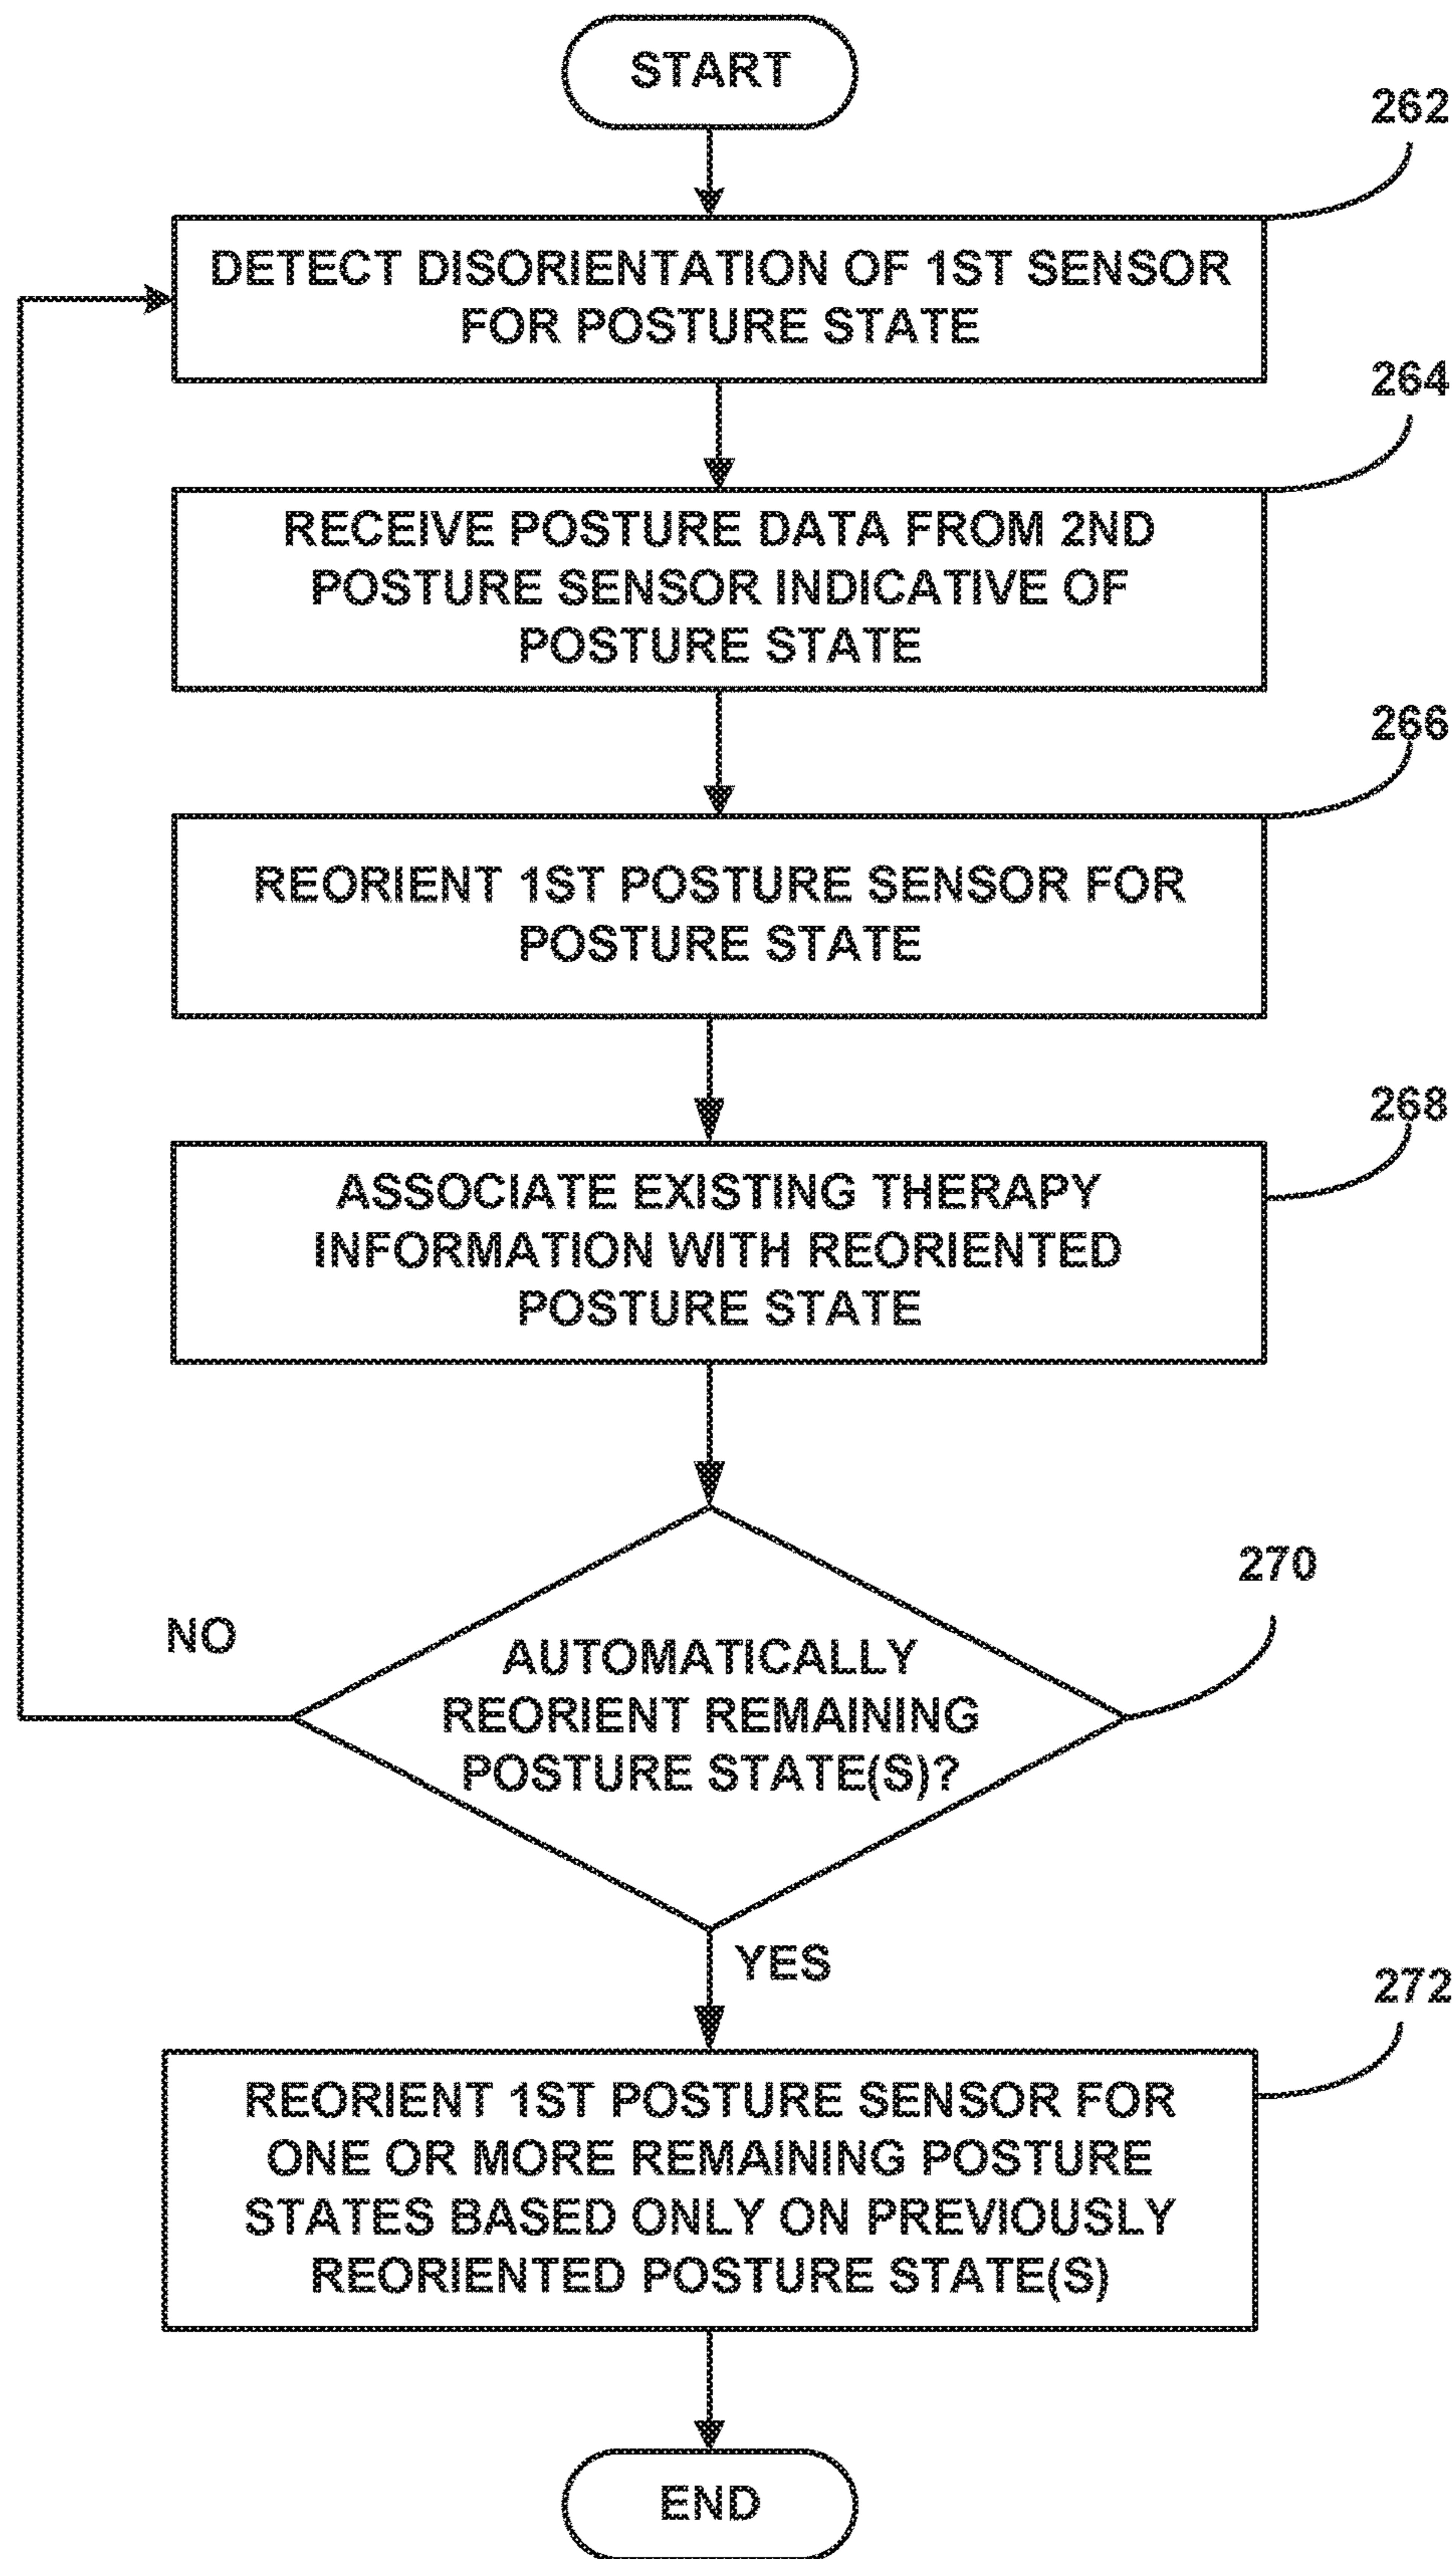 START
262
DETECT DISORIENTATION OF 1ST SENSOR
FOR POSTURE STATE
264
RECEIVE POSTURE DATA FROM 2ND
POSTURE SENSOR INDICATIVE OF
POSTURE STATE
266
REORIENT 1ST POSTURE SENSOR FOR
POSTURE STATE
268
ASSOCIATE EXISTING THERAPY
INFORMATION WITH REORIENTED
POSTURE STATE
270
NO
AUTOMATICALLY
REORIENT REMAINING
POSTURE STATE(S)?
YES
272
REORIENT 1ST POSTURE SENSOR FOR
ONE OR MORE REMAINING POSTURE
STATES BASED ONLY ON PREVIOUSLY
REORIENTED POSTURE STATE(S)
END